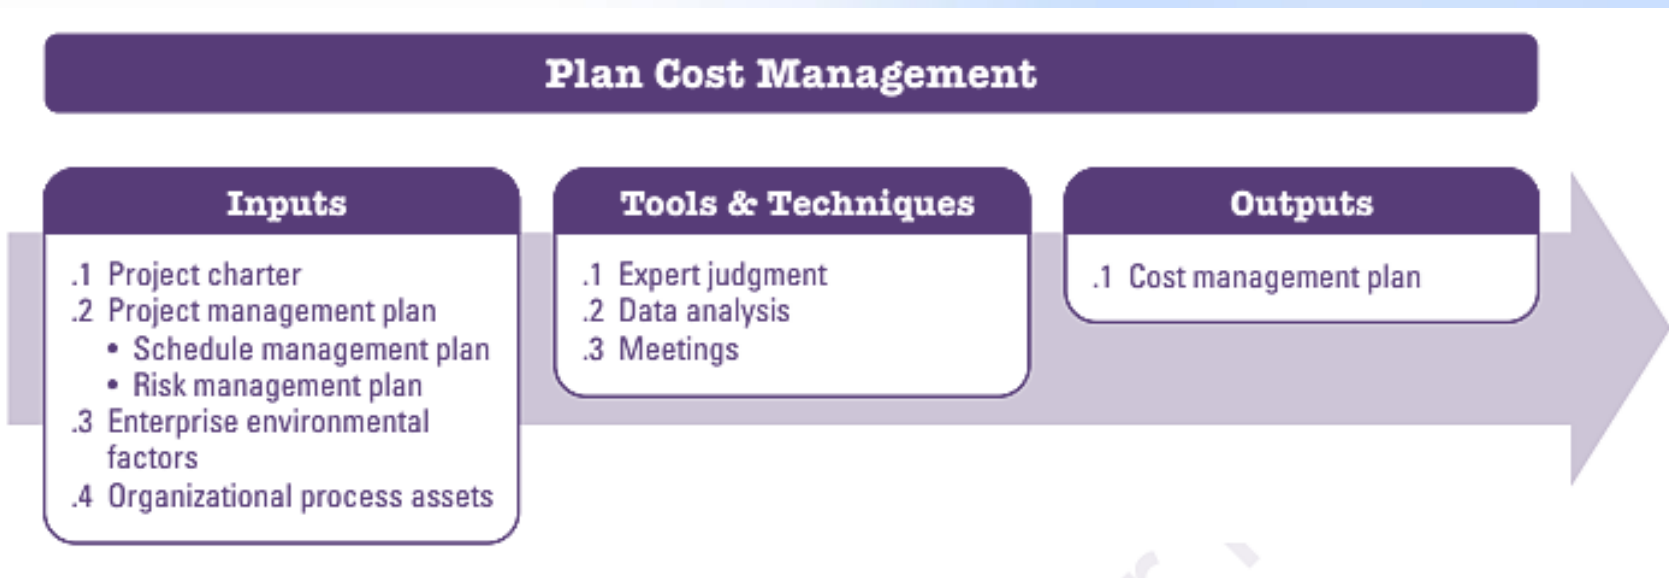 Plan Cost Management
Inputs
.1 Project charter
.2 Project management plan
• Schedule management plan
• Risk management plan
.3 Enterprise environmental
factors
.4 Organizational process assets
Tools & Techniques
.1 Expert judgment
.2 Data analysis
.3 Meetings
Outputs
.1 Cost management plan